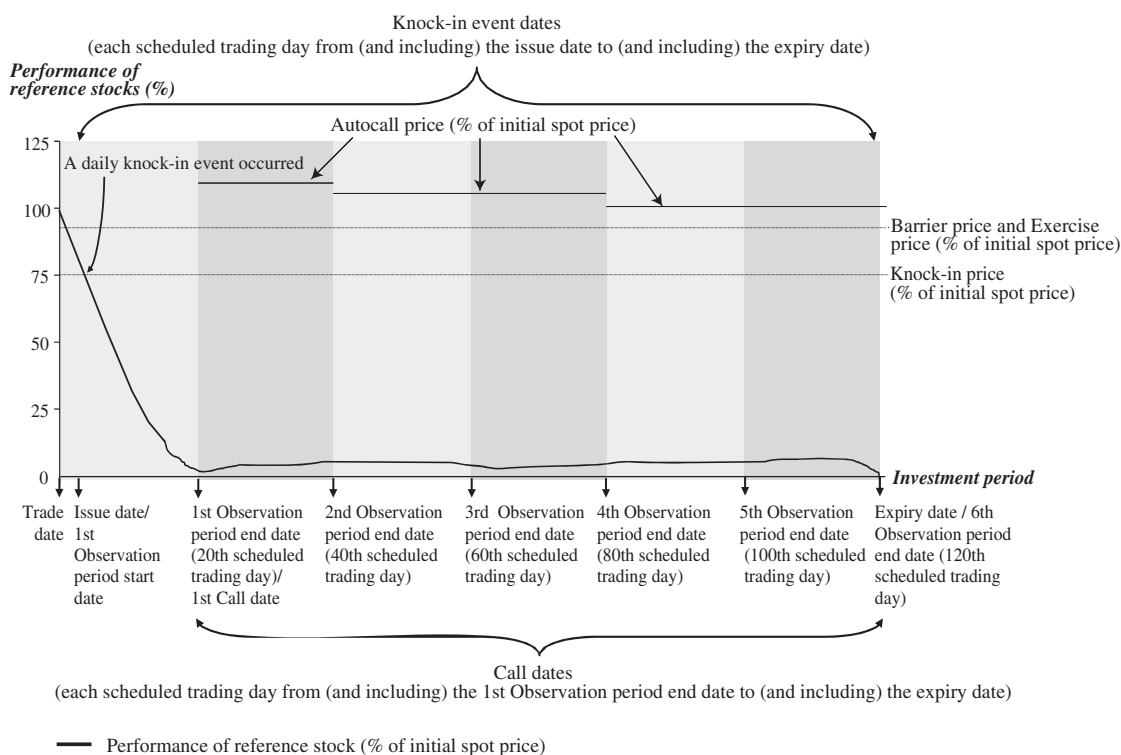 Knock-in event dates
(each scheduled trading day from (and including) the issue date to (and including) the expiry date)
Performance of
reference stocks (%)
Autocall price (% of initial spot price)
125
A daily knock-in event occurred
100
Barrier price and Exercise
price (% of initial spot price)
75
Knock-in price
(% of initial spot price)
50
25
0
Investment period
Trade
date
Issue date/
1st
Observation
period start
date
1st Observation
period end date
(20th scheduled
trading day)/
1st Call date
2nd Observation
period end date
(40th scheduled
trading day)
3rd Observation
period end date
(60th scheduled
trading day)
4th Observation
period end date
(80th scheduled
trading day)
5th Observation
period end date
(100th scheduled
trading day)
Expiry date / 6th
Observation period
end date (120th
scheduled trading
day)
Call dates
(each scheduled trading day from (and including) the 1st Observation period end date to (and including) the expiry date)
Performance of reference stock (% of initial spot price)